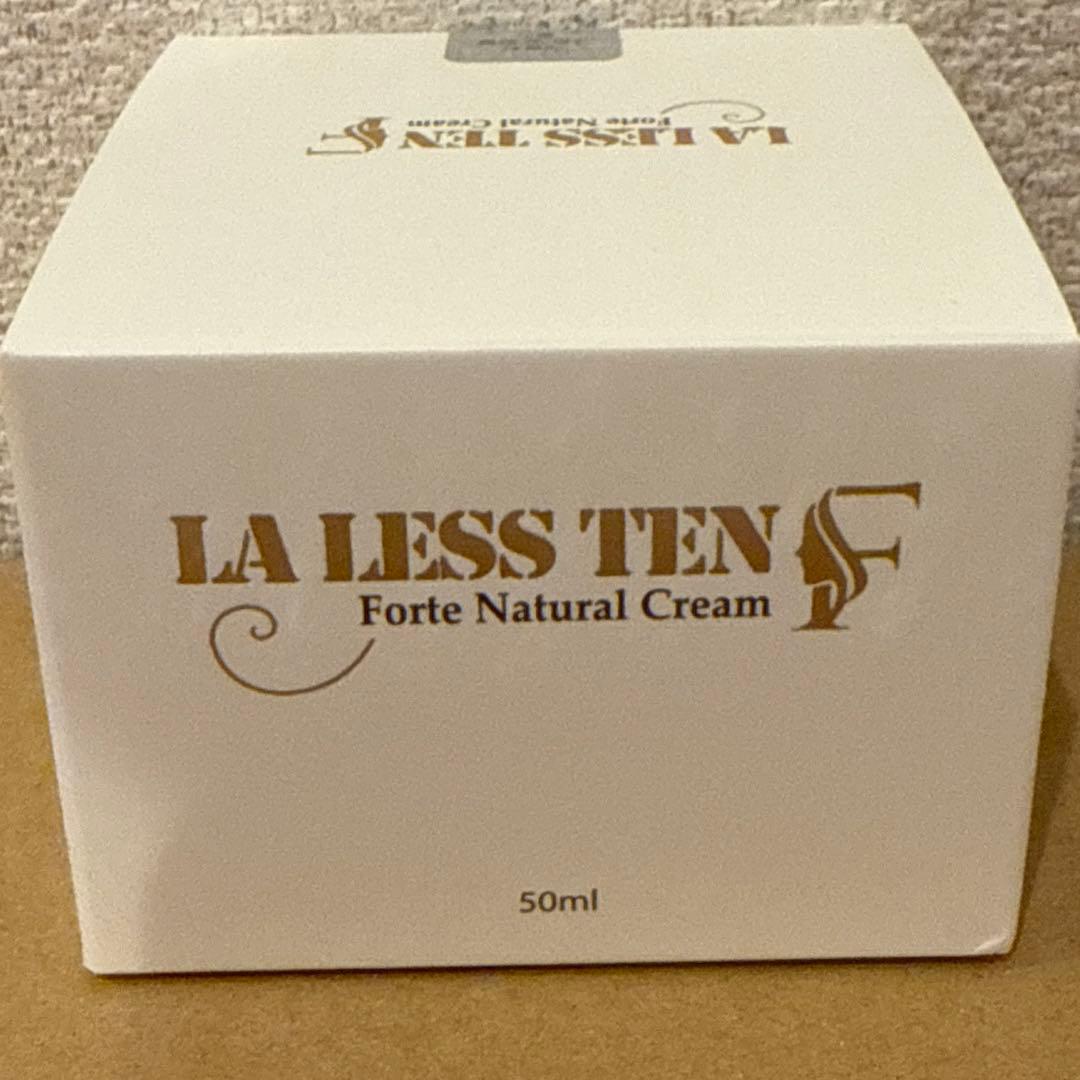 LA LESS TEN F
Forte Natural Cream
LA LESS TEN F
Forte Natural Cream
50ml